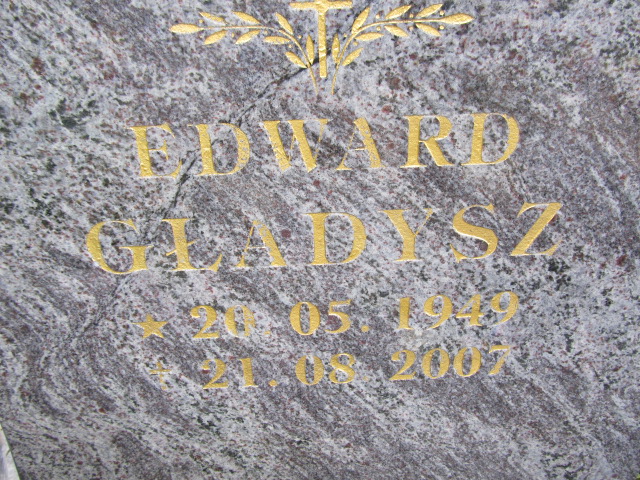 EDWARD
GŁADYSZ
★ 20. 05. 1949
† 21. 08. 2007